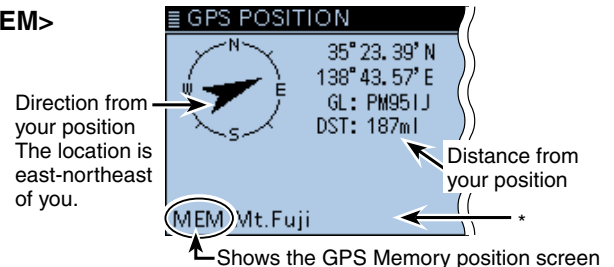 EM>
≣ GPS POSITION
N
W
E
S
35°23.39'N
138°43.57'E
GL: PM95IJ
DST: 187ml
Direction from
your position
The location is
east-northeast
of you.
Distance from
your position
MEM Mt.Fuji
*
Shows the GPS Memory position screen